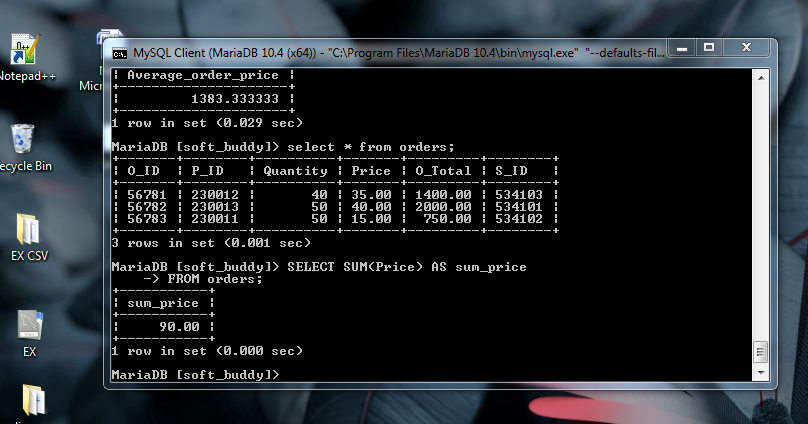 Notepad++
Micr
ecycle Bin
EX CSV
EX
MySQL Client (MariaDB 10.4 (x64)) - "C:\Program Files\MariaDB 10.4\bin\mysql.exe" "--defaults-fil...
| Average_order_price |
+---------------------+
|         1383.333333 |
+---------------------+
1 row in set (0.029 sec)
MariaDB [soft_buddy]> select * from orders;
+-------+--------+----------+-------+---------+--------+
| O_ID  | P_ID   | Quantity | Price | O_Total | S_ID   |
+-------+--------+----------+-------+---------+--------+
| 56781 | 230012 |       40 | 35.00 | 1400.00 | 534103 |
| 56782 | 230013 |       50 | 40.00 | 2000.00 | 534101 |
| 56783 | 230011 |       50 | 15.00 |  750.00 | 534102 |
+-------+--------+----------+-------+---------+--------+
3 rows in set (0.001 sec)
MariaDB [soft_buddy]> SELECT SUM(Price) AS sum_price
    -> FROM orders;
+-----------+
| sum_price |
+-----------+
|     90.00 |
+-----------+
1 row in set (0.000 sec)
MariaDB [soft_buddy]>